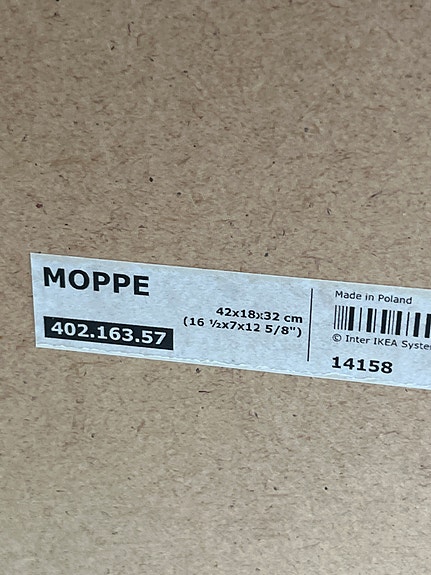 MOPPE
402.163.57
42x18x32 cm
(16 ½x7x12 5/8")
Made in Poland
© Inter IKEA
14158